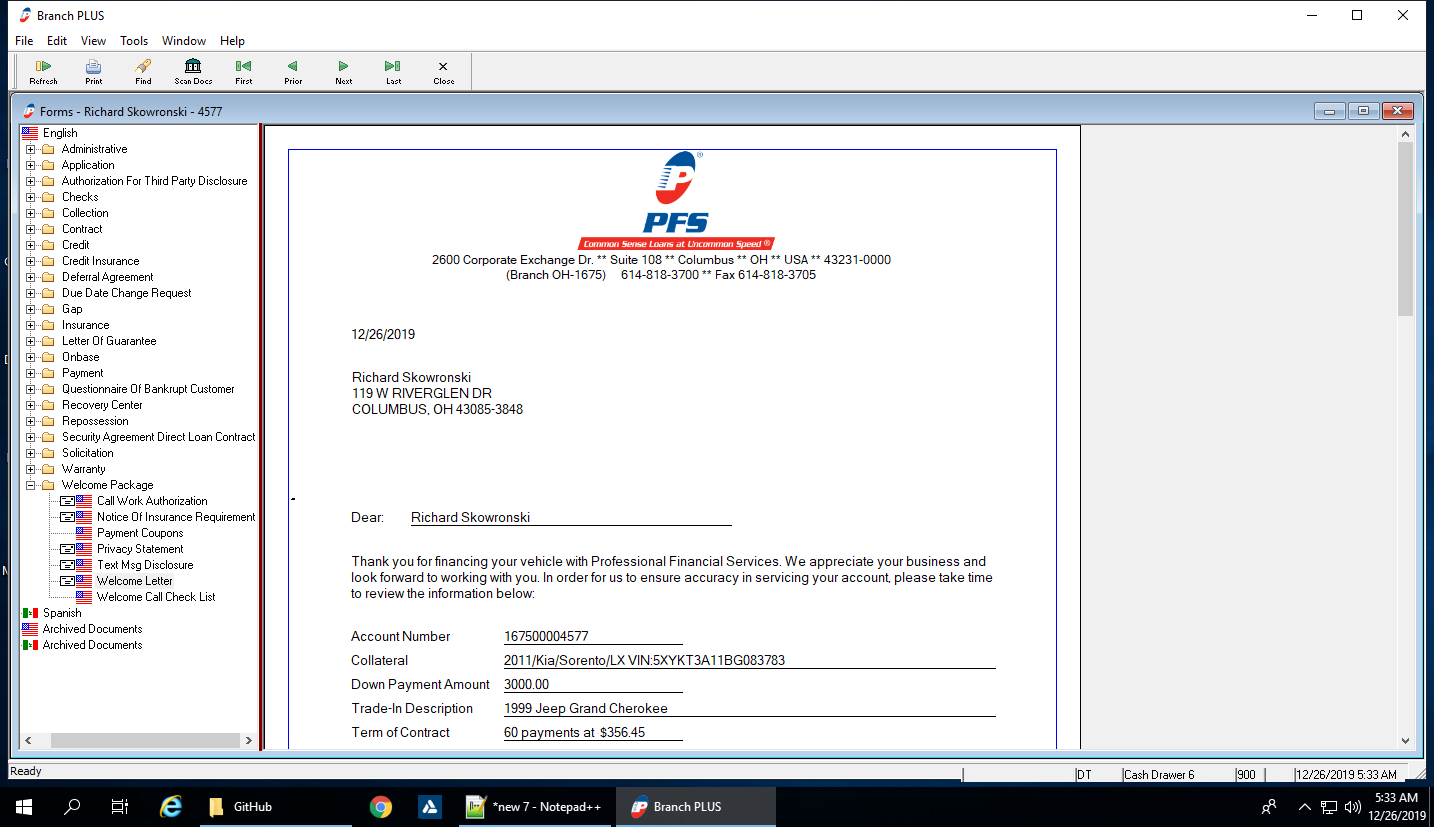 Branch PLUS
File Edit View Tools Window Help
Refresh Print Find Scan Docs First Prior Next Last Close
Forms - Richard Skowronski - 4577
English
Administrative
Application
Authorization For Third Party Disclosure
Checks
Collection
Contract
Credit
Credit Insurance
Deferral Agreement
Due Date Change Request
Gap
Insurance
Letter Of Guarantee
Onbase
Payment
Questionnaire Of Bankrupt Customer
Recovery Center
Repossession
Security Agreement Direct Loan Contract
Solicitation
Warranty
Welcome Package
Call Work Authorization
Notice Of Insurance Requirement
Payment Coupons
Privacy Statement
Text Msg Disclosure
Welcome Letter
Welcome Call Check List
Spanish
Archived Documents
Archived Documents
P ®
PFS
Common Sense Loans at Uncommon Speed ®
2600 Corporate Exchange Dr. ** Suite 108 ** Columbus ** OH ** USA ** 43231-0000
(Branch OH-1675) 614-818-3700 ** Fax 614-818-3705
12/26/2019
Richard Skowronski
119 W RIVERGLEN DR
COLUMBUS, OH 43085-3848
Dear: Richard Skowronski
Thank you for financing your vehicle with Professional Financial Services. We appreciate your business and
look forward to working with you. In order for us to ensure accuracy in servicing your account, please take time
to review the information below:
Account Number 167500004577
Collateral 2011/Kia/Sorento/LX VIN:5XYKT3A11BG083783
Down Payment Amount 3000.00
Trade-In Description 1999 Jeep Grand Cherokee
Term of Contract 60 payments at $356.45
Ready DT Cash Drawer 6 900 12/26/2019 5:33 AM
GitHub *new 7 - Notepad++ Branch PLUS 5:33 AM
12/26/2019